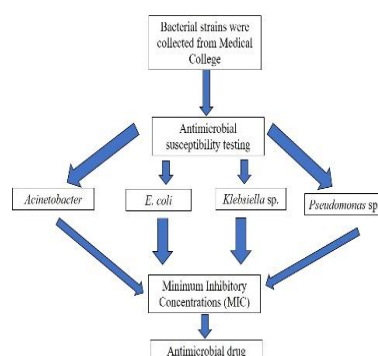 Bacterial strains were
collected from Medical
College
Antimicrobial
susceptibility testing
Acinetobacter
E. coli
Klebsiella sp.
Pseudomonas sp
Minimum Inhibitory
Concentrations (MIC)
Antimicrobial drug